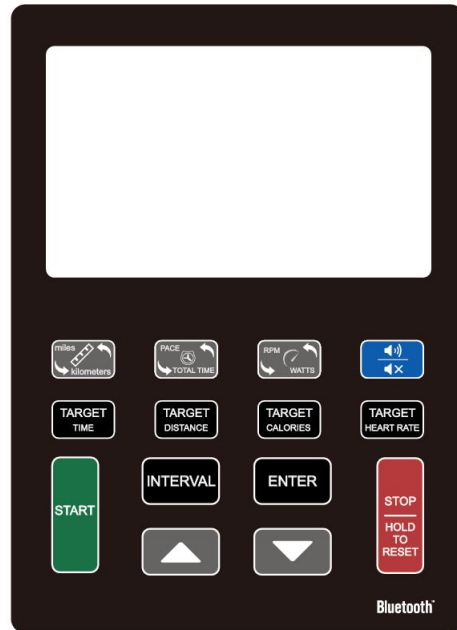 miles
kilometers
PACE
TOTAL TIME
RPM
WATTS
TARGET
TIME
TARGET
DISTANCE
TARGET
CALORIES
TARGET
HEART RATE
START
INTERVAL
ENTER
STOP
HOLD
TO
RESET
Bluetooth™